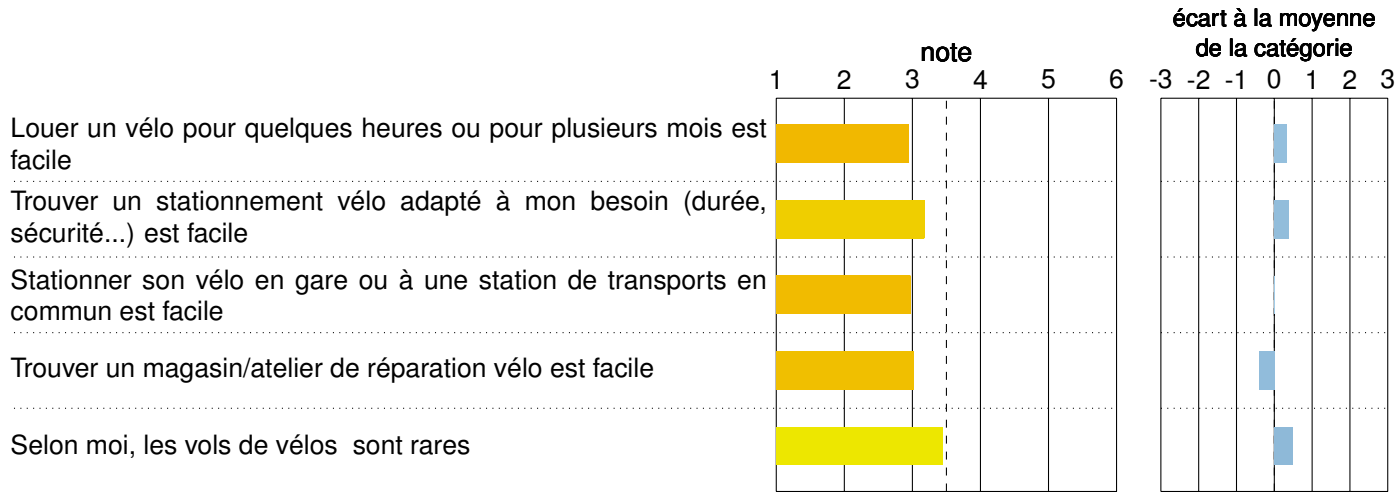 écart à la moyenne
note de la catégorie
1 2 3 4 5 6 -3 -2 -1 0 1 2 3
Louer un vélo pour quelques heures ou pour plusieurs mois est
facile
Trouver un stationnement vélo adapté à mon besoin (durée,
sécurité...) est facile
Stationner son vélo en gare ou à une station de transports en
commun est facile
Trouver un magasin/atelier de réparation vélo est facile
Selon moi, les vols de vélos sont rares